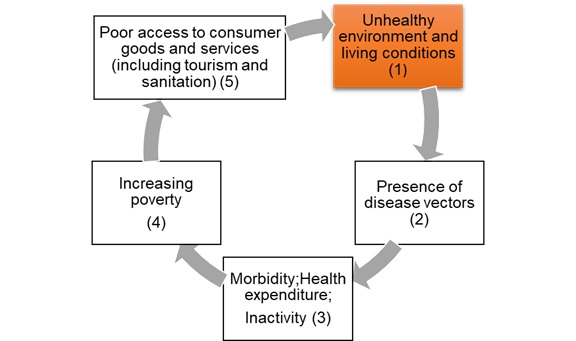 Poor access to consumer
goods and services
(including tourism and
sanitation) (5)
Unhealthy
environment and
living conditions
(1)
Presence of
disease vectors
(2)
Morbidity;Health
expenditure;
Inactivity (3)
Increasing
poverty
(4)